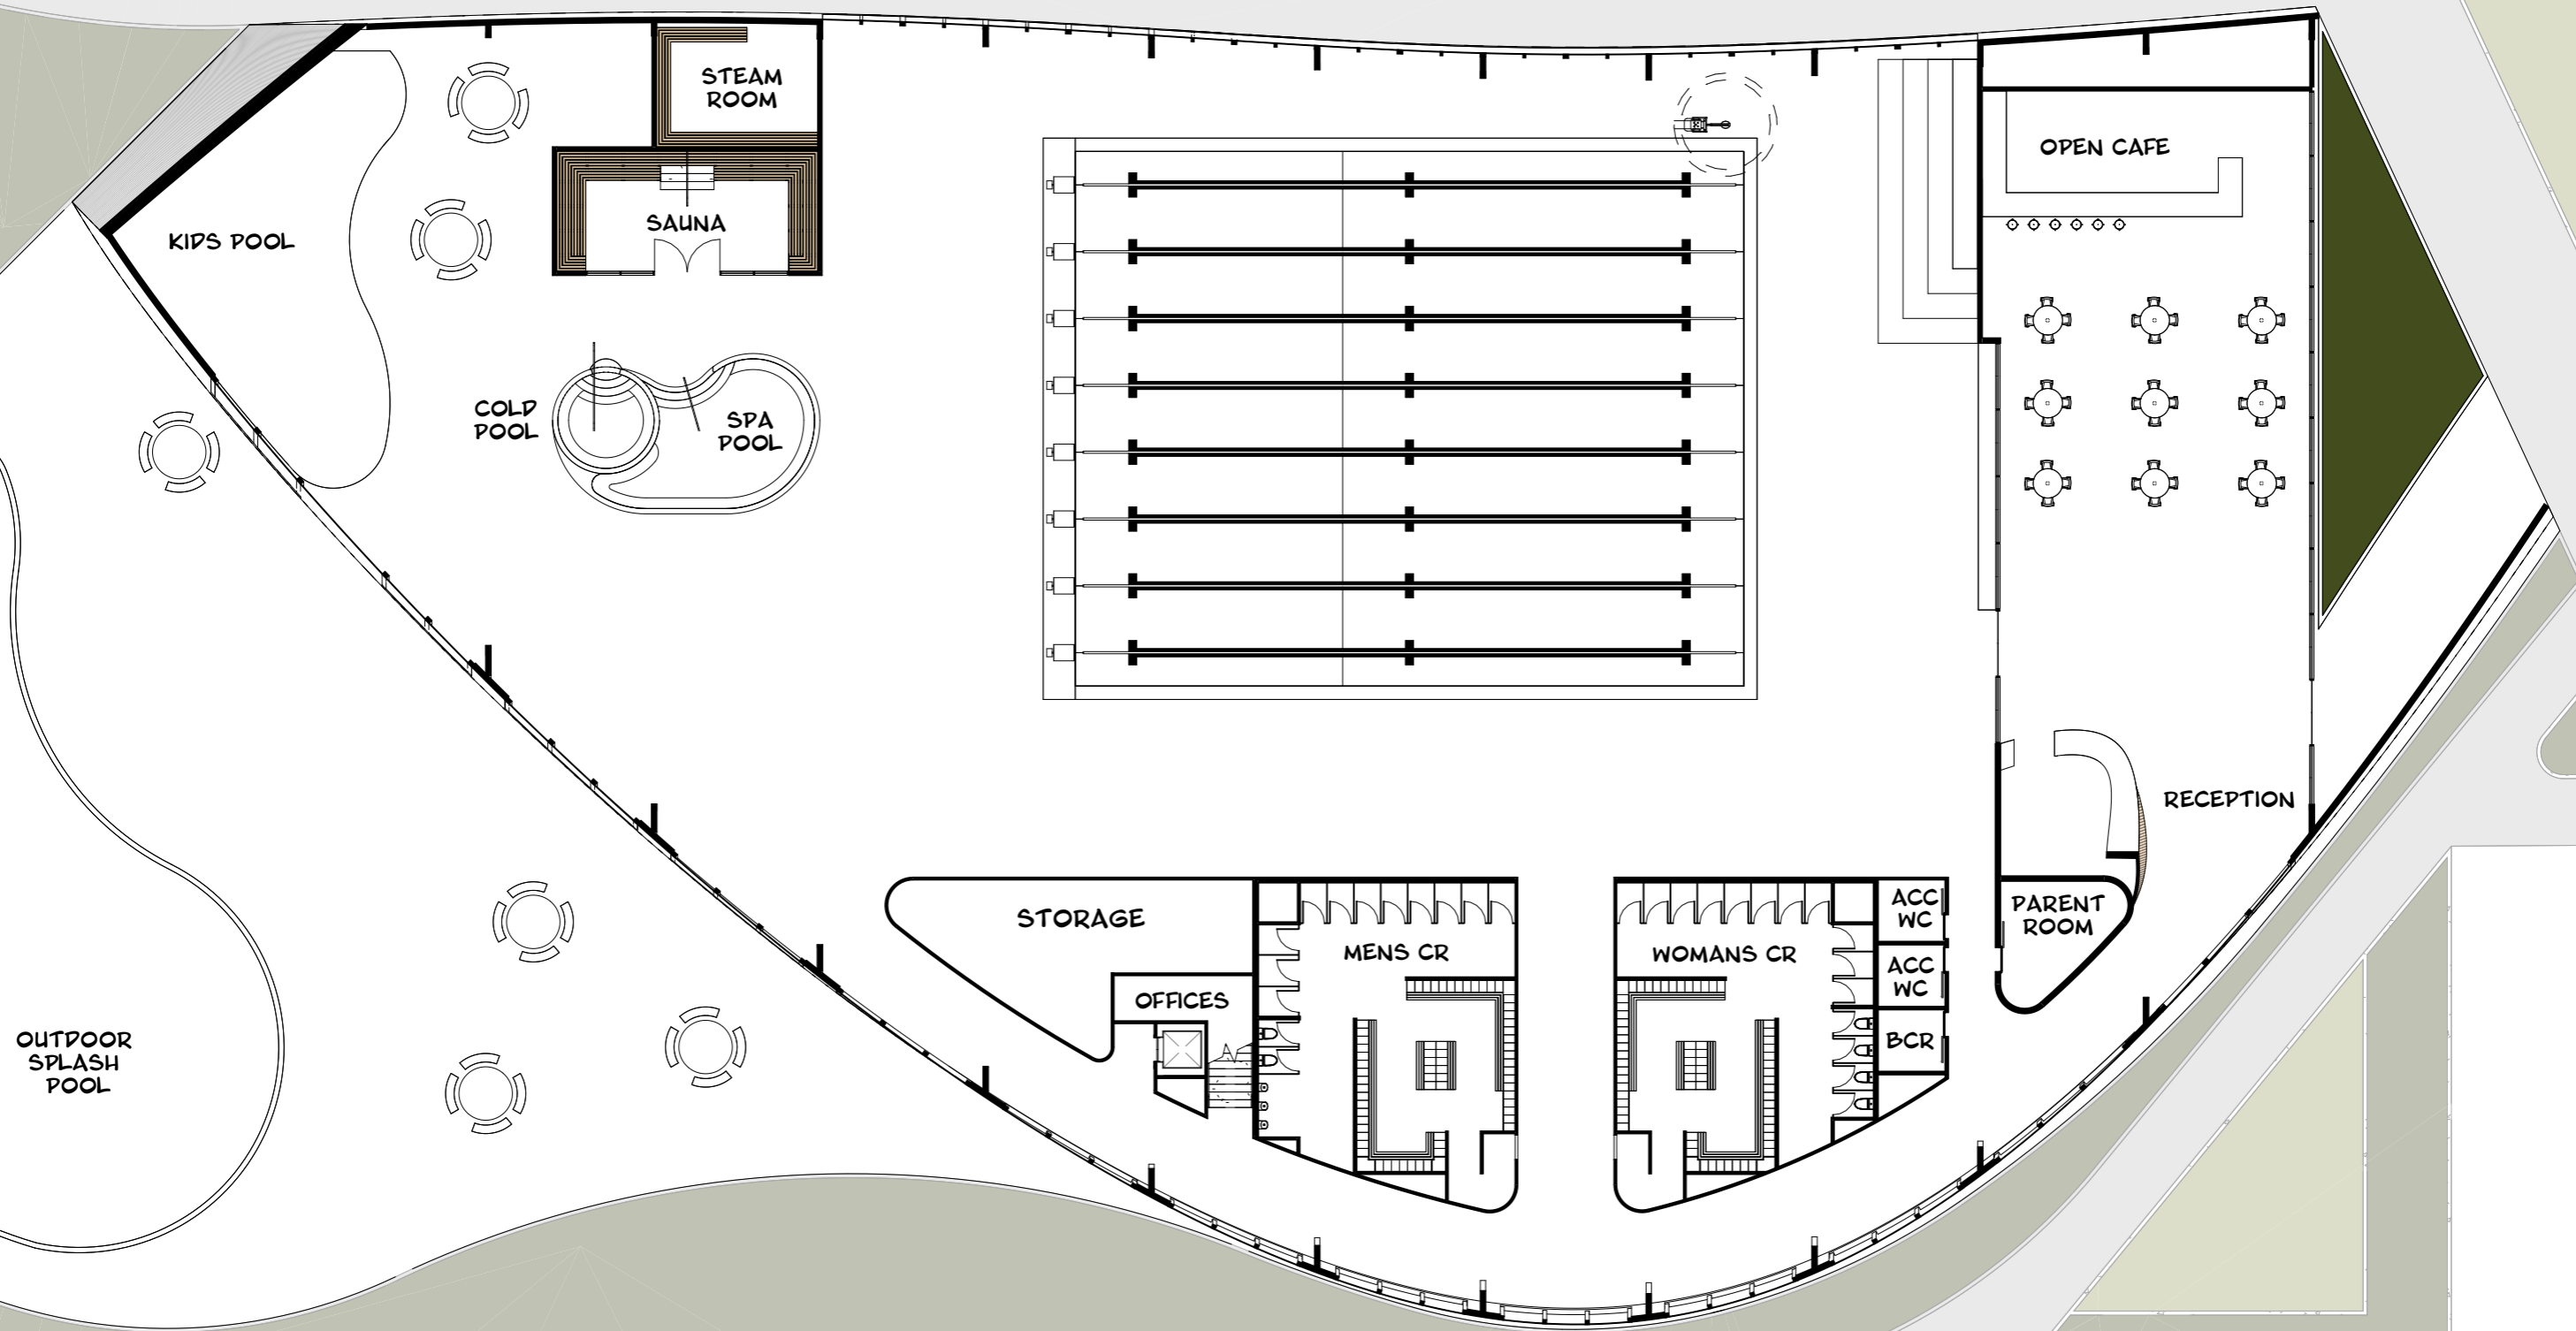 STEAM
ROOM
OPEN CAFE
SAUNA
KIDS POOL
COLD
POOL
SPA
POOL
RECEPTION
STORAGE
MENS CR
WOMANS CR
ACC
WC
PARENT
ROOM
ACC
WC
OFFICES
BCR
OUTDOOR
SPLASH
POOL